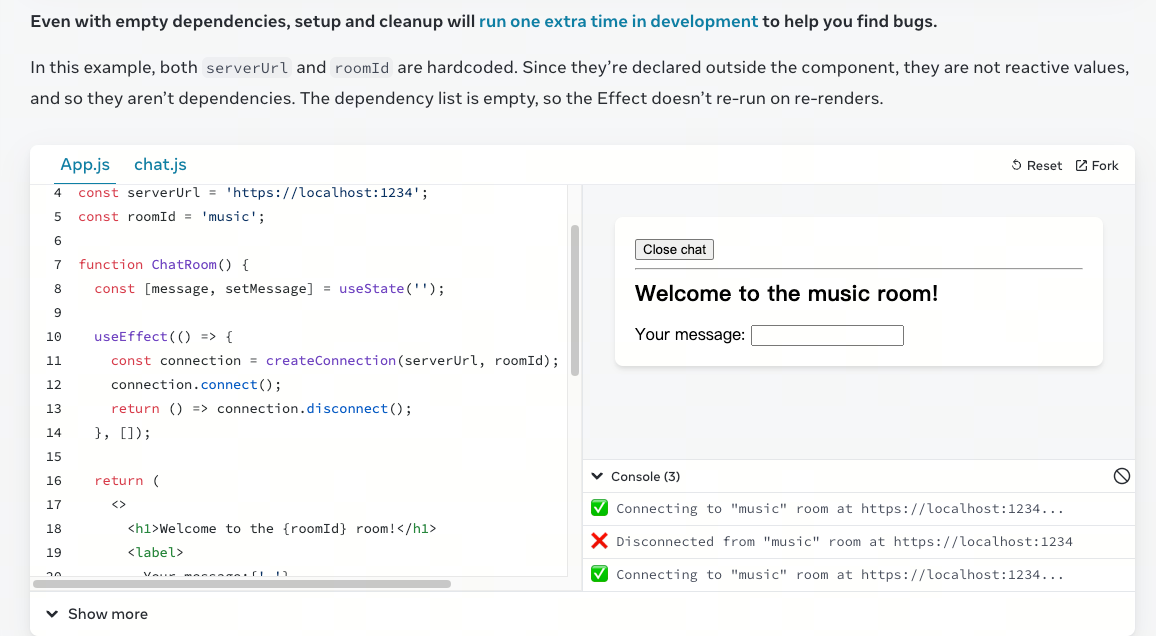 Even with empty dependencies, setup and cleanup will run one extra time in development to help you find bugs.
In this example, both serverUrl and roomId are hardcoded. Since they’re declared outside the component, they are not reactive values,
and so they aren’t dependencies. The dependency list is empty, so the Effect doesn’t re-run on re-renders.
App.js chat.js
Reset Fork
4 const serverUrl = 'https://localhost:1234';
5 const roomId = 'music';
6
7 function ChatRoom() {
8 const [message, setMessage] = useState('');
9
10 useEffect(() => {
11 const connection = createConnection(serverUrl, roomId);
12 connection.connect();
13 return () => connection.disconnect();
14 }, []);
15
16 return (
17 <>
18 <h1>Welcome to the {roomId} room!</h1>
19 <label>
20 Your message:{' '}
Close chat
Welcome to the music room!
Your message:
Console (3)
✅ Connecting to "music" room at https://localhost:1234...
❌ Disconnected from "music" room at https://localhost:1234
✅ Connecting to "music" room at https://localhost:1234...
Show more